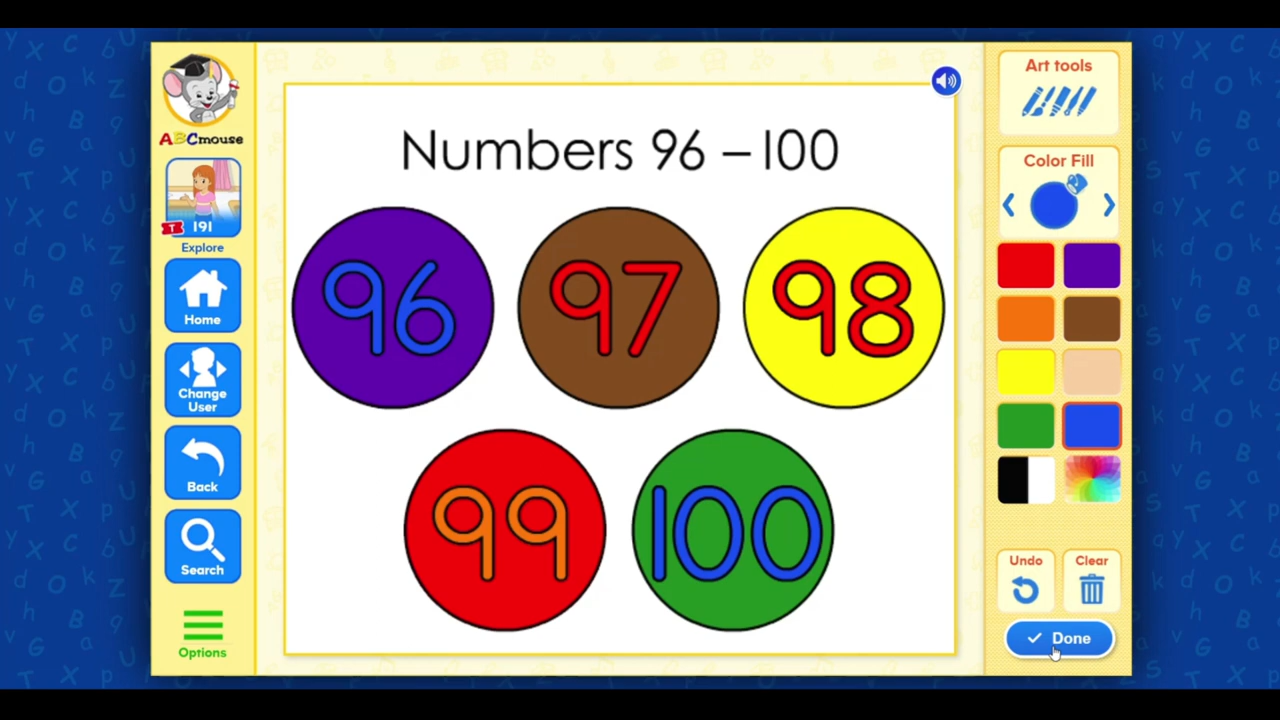 ABCmouse
T 191
Explore
Home
Change
User
Back
Search
Options
Numbers 96 – 100
96
97
98
99
100
Art tools
Color Fill
Undo
Clear
Done